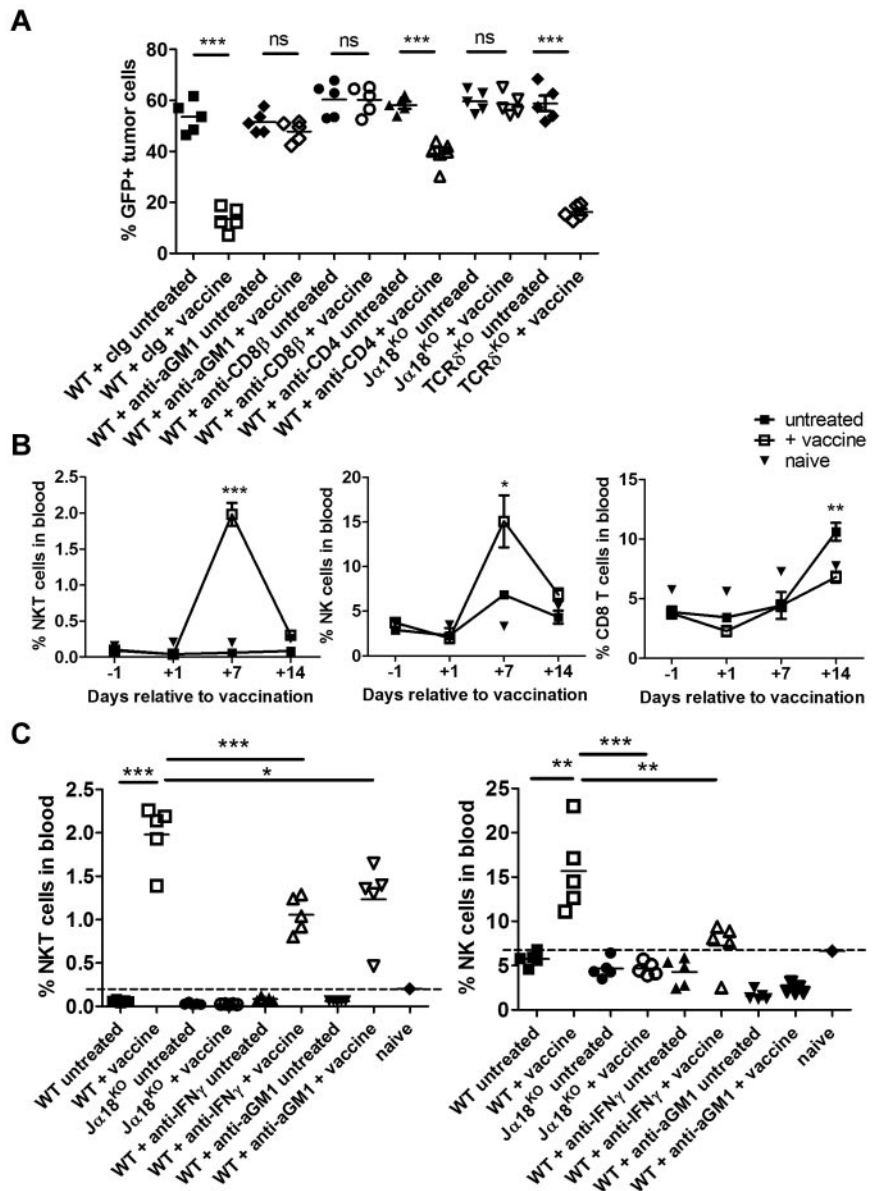 A
*** ns ns *** ns ***
80
60
40
20
0
% GFP+ tumor cells
WT + cIg untreated
WT + cIg + vaccine
WT + anti-aGM1 untreated
WT + anti-aGM1 + vaccine
WT + anti-CD8β untreated
WT + anti-CD8β + vaccine
WT + anti-CD4 untreated
WT + anti-CD4 + vaccine
Jα18KO untreaed
Jα18KO + vaccine
TCRδKO untreated
TCRδKO + vaccine
untreated
+ vaccine
naive
B
2.5
2.0
1.5
1.0
0.5
0.0
% NKT cells in blood
***
-1 +1 +7 +14
Days relative to vaccination
20
15
10
5
0
% NK cells in blood
*
-1 +1 +7 +14
Days relative to vaccination
15
10
5
0
% CD8 T cells in blood
**
-1 +1 +7 +14
Days relative to vaccination
C
2.5
2.0
1.5
1.0
0.5
0.0
% NKT cells in blood
***
***
*
WT untreated
WT + vaccine
Jα18KO untreated
Jα18KO + vaccine
WT + anti-IFNγ untreated
WT + anti-IFNγ + vaccine
WT + anti-aGM1 untreated
WT + anti-aGM1 + vaccine
naive
25
20
15
10
5
0
% NK cells in blood
**
***
**
WT untreated
WT + vaccine
Jα18KO untreated
Jα18KO + vaccine
WT + anti-IFNγ untreated
WT + anti-IFNγ + vaccine
WT + anti-aGM1 untreated
WT + anti-aGM1 + vaccine
naive